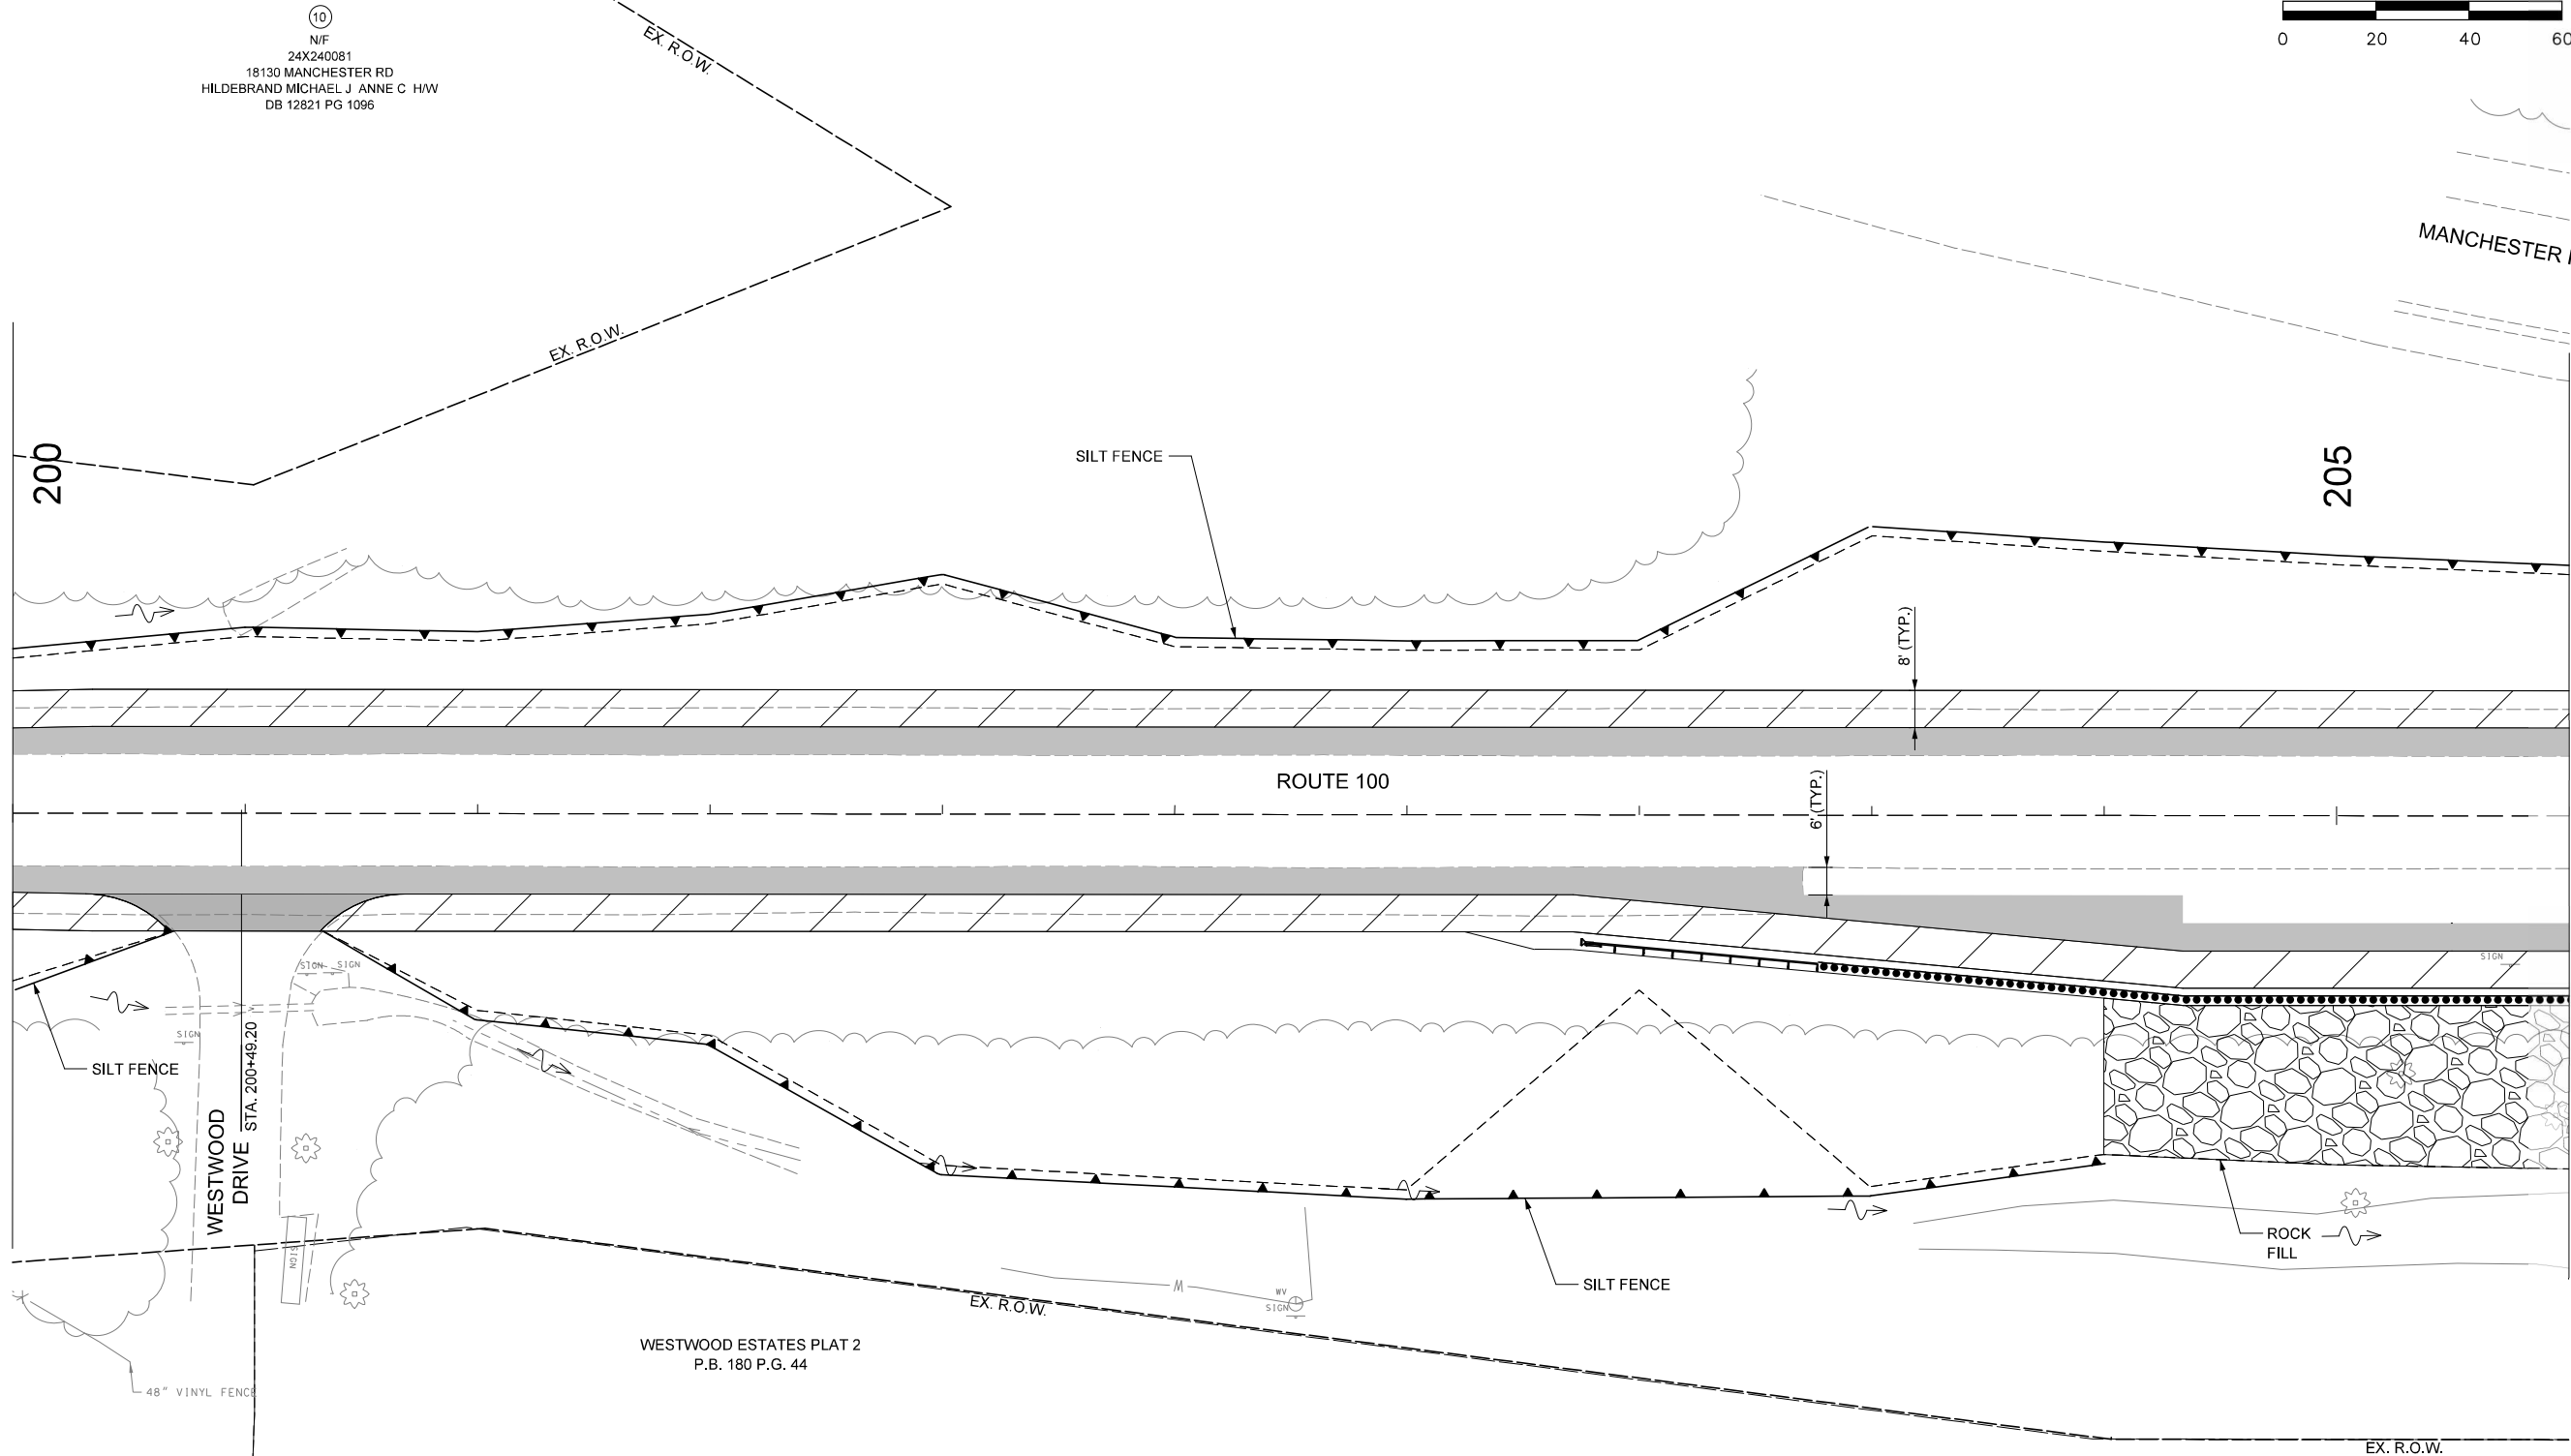 10
N/F
24X240081
18130 MANCHESTER RD
HILDEBRAND MICHAEL J ANNE C H/W
DB 12821 PG 1096
EX. R.O.W.
0 20 40 60
MANCHESTER
EX. R.O.W.
200
SILT FENCE
205
8' (TYP.)
ROUTE 100
6' (TYP.)
SIGN
SIGN
SIGN
SIGN
SILT FENCE
WESTWOOD
DRIVE
STA. 200+49.20
SIGN
ROCK
FILL
SILT FENCE
W
WV
SIGN
EX. R.O.W.
WESTWOOD ESTATES PLAT 2
P.B. 180 P.G. 44
48" VINYL FENCE
EX. R.O.W.